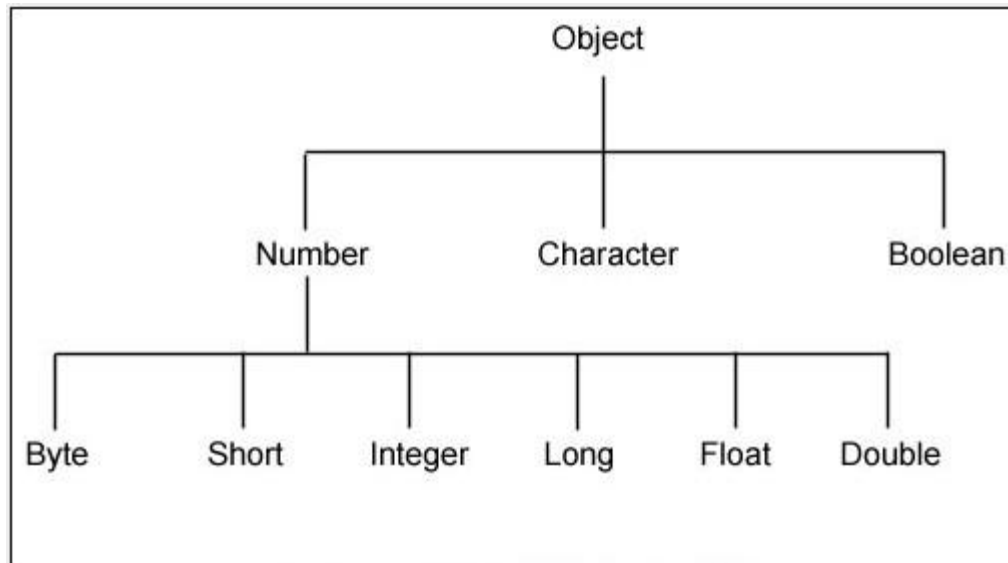 Object
Number Character Boolean
Byte Short Integer Long Float Double